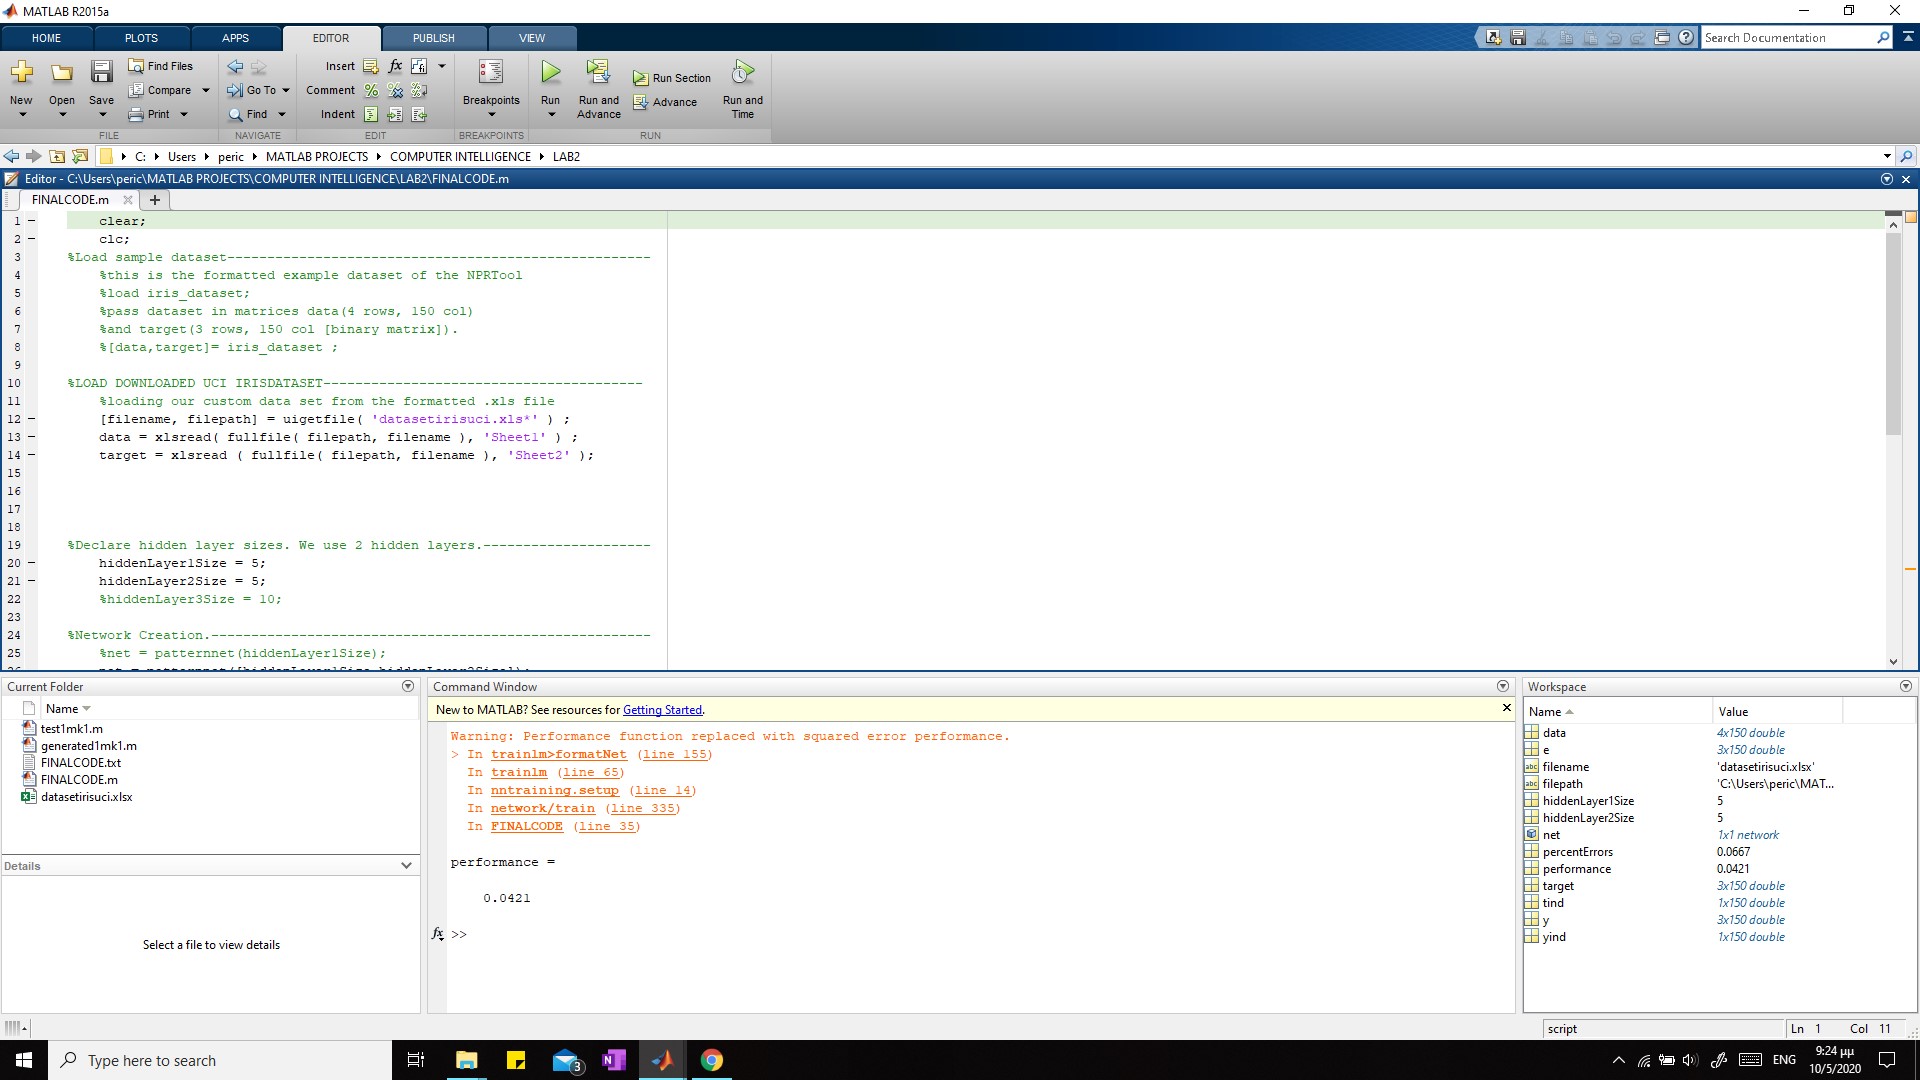 MATLAB R2015a
HOME PLOTS APPS EDITOR PUBLISH VIEW
Search Documentation
New Open Save Find Files Compare Print
Go To Find
Insert fx Comment Indent
Breakpoints
Run Run and Advance Run Section Advance Run and Time
FILE NAVIGATE EDIT BREAKPOINTS RUN
C: Users peric MATLAB PROJECTS COMPUTER INTELLIGENCE LAB2
Editor - C:\Users\peric\MATLAB PROJECTS\COMPUTER INTELLIGENCE\LAB2\FINALCODE.m
FINALCODE.m
1 clear;
2 clc;
3 %Load sample dataset-----------------------------------------------------
4 %this is the formatted example dataset of the NPRTool
5 %load iris_dataset;
6 %pass dataset in matrices data(4 rows, 150 col)
7 %and target(3 rows, 150 col [binary matrix]).
8 %[data,target]= iris_dataset ;
9
10 %LOAD DOWNLOADED UCI IRISDATASET----------------------------------------
11 %loading our custom data set from the formatted .xls file
12 [filename, filepath] = uigetfile( 'datasetirisuci.xls*' ) ;
13 data = xlsread( fullfile( filepath, filename ), 'Sheet1' ) ;
14 target = xlsread ( fullfile( filepath, filename ), 'Sheet2' );
15
16
17
18
19 %Declare hidden layer sizes. We use 2 hidden layers.---------------------
20 hiddenLayer1Size = 5;
21 hiddenLayer2Size = 5;
22 %hiddenLayer3Size = 10;
23
24 %Network Creation.-------------------------------------------------------
25 %net = patternnet(hiddenLayer1Size);
26 net = patternnet([hiddenLayer1Size hiddenLayer2Size]);
Current Folder
Name
test1mk1.m
generated1mk1.m
FINALCODE.txt
FINALCODE.m
datasetirisuci.xlsx
Details
Select a file to view details
Command Window
New to MATLAB? See resources for Getting Started.
Warning: Performance function replaced with squared error performance.
> In trainlm>formatNet (line 155)
In trainlm (line 65)
In nntraining.setup (line 14)
In network/train (line 335)
In FINALCODE (line 35)
performance =
0.0421
fx >>
Workspace
Name Value
data 4x150 double
e 3x150 double
filename 'datasetirisuci.xlsx'
filepath 'C:\Users\peric\MAT...
hiddenLayer1Size 5
hiddenLayer2Size 5
net 1x1 network
percentErrors 0.0667
performance 0.0421
target 3x150 double
tind 1x150 double
y 3x150 double
yind 1x150 double
script Ln 1 Col 11
Type here to search
3
ENG
9:24 μμ
10/5/2020